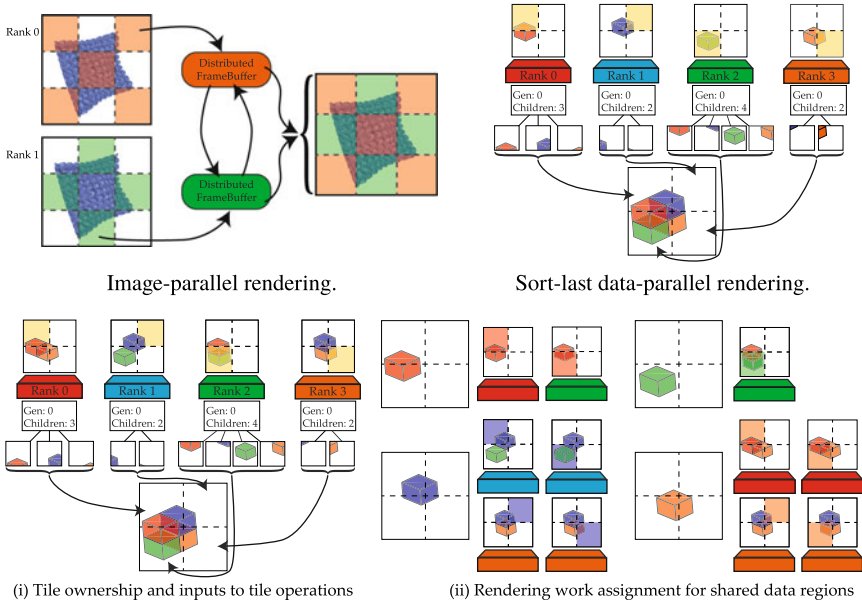 Rank 0
Distributed
FrameBuffer
Rank 1
Distributed
FrameBuffer
Image-parallel rendering.
Rank 0
Rank 1
Rank 2
Rank 3
Gen: 0
Children: 3
Gen: 0
Children: 2
Gen: 0
Children: 4
Gen: 0
Children: 2
Sort-last data-parallel rendering.
Rank 0
Rank 1
Rank 2
Rank 3
Gen: 0
Children: 3
Gen: 0
Children: 2
Gen: 0
Children: 4
Gen: 0
Children: 2
(i) Tile ownership and inputs to tile operations
(ii) Rendering work assignment for shared data regions